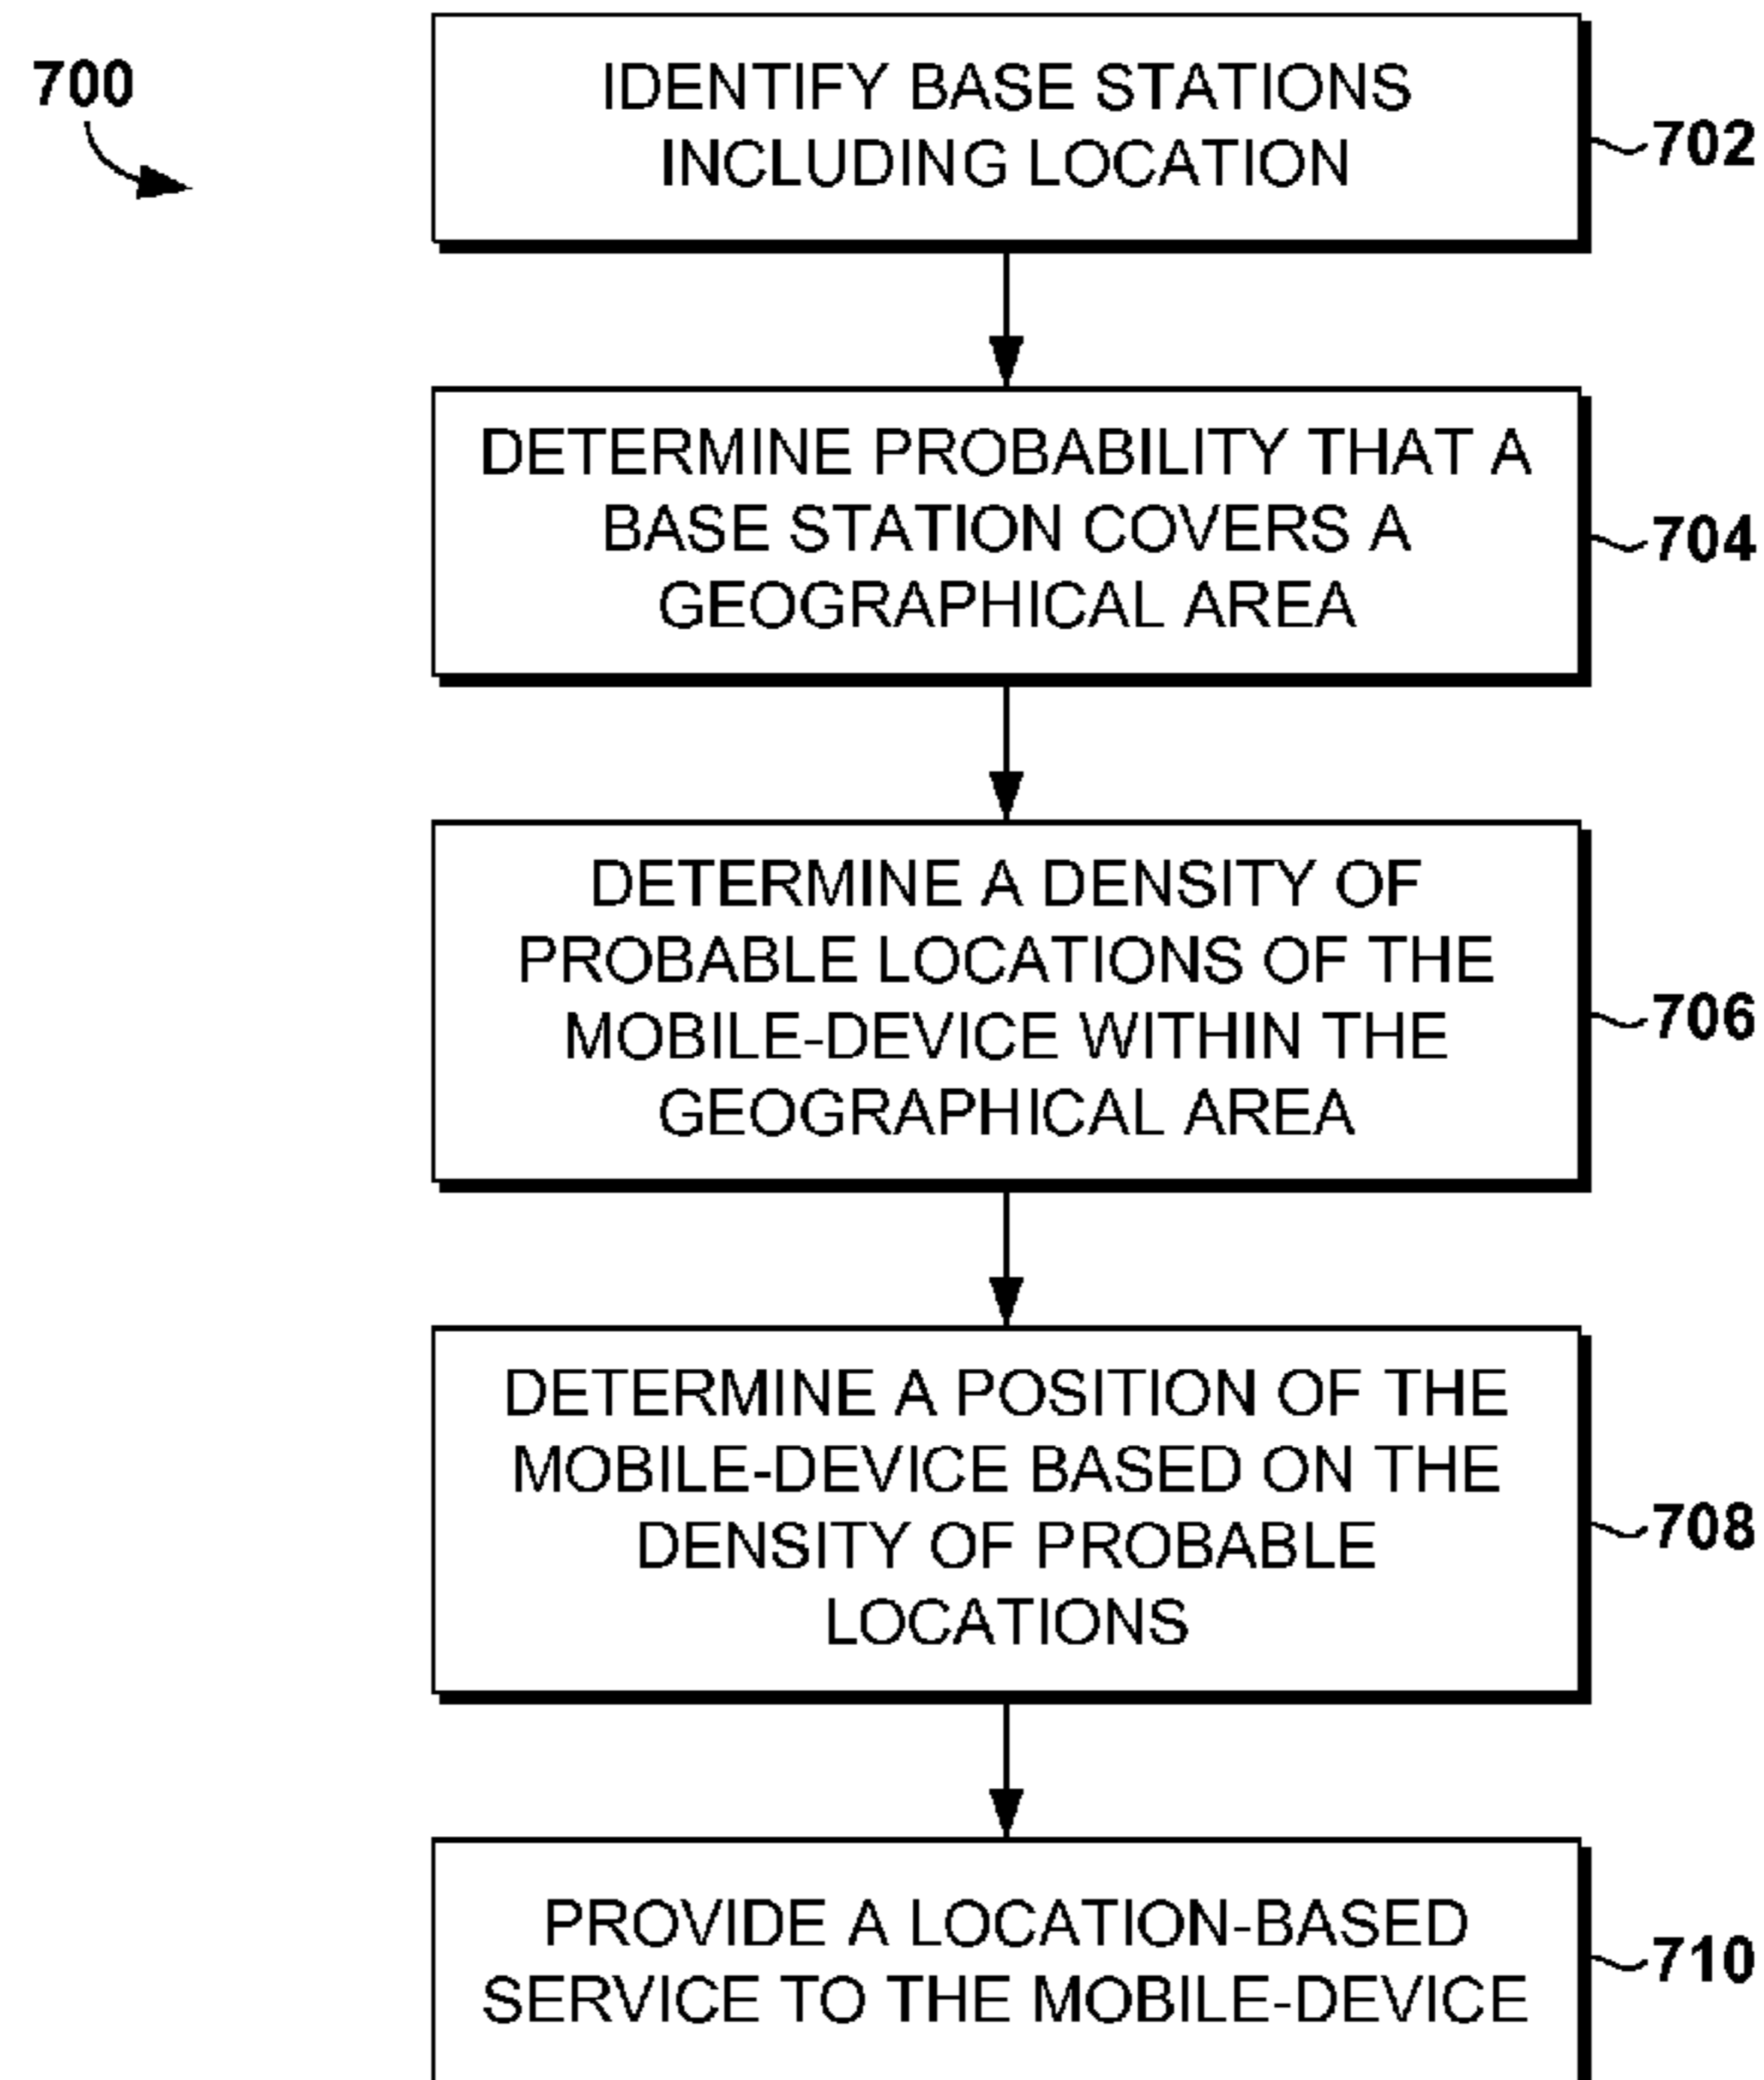 700
IDENTIFY BASE STATIONS
INCLUDING LOCATION
702
DETERMINE PROBABILITY THAT A
BASE STATION COVERS A
GEOGRAPHICAL AREA
704
DETERMINE A DENSITY OF
PROBABLE LOCATIONS OF THE
MOBILE-DEVICE WITHIN THE
GEOGRAPHICAL AREA
706
DETERMINE A POSITION OF THE
MOBILE-DEVICE BASED ON THE
DENSITY OF PROBABLE
LOCATIONS
708
PROVIDE A LOCATION-BASED
SERVICE TO THE MOBILE-DEVICE
710